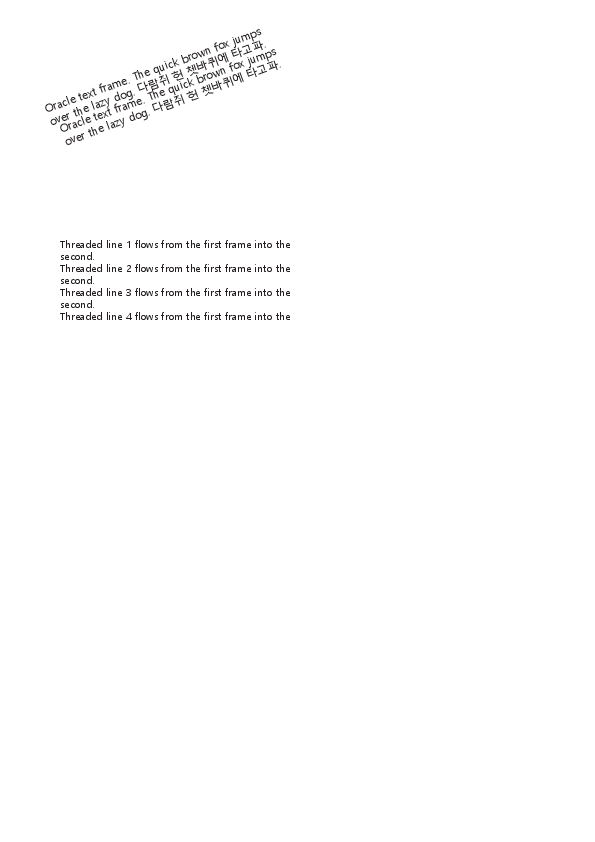 Oracle text frame. The quick brown fox jumps
over the lazy dog. 다람쥐 헌 쳇바퀴에 타고파.
Oracle text frame. The quick brown fox jumps
over the lazy dog. 다람쥐 헌 쳇바퀴에 타고파.
Threaded line 1 flows from the first frame into the
second.
Threaded line 2 flows from the first frame into the
second.
Threaded line 3 flows from the first frame into the
second.
Threaded line 4 flows from the first frame into the